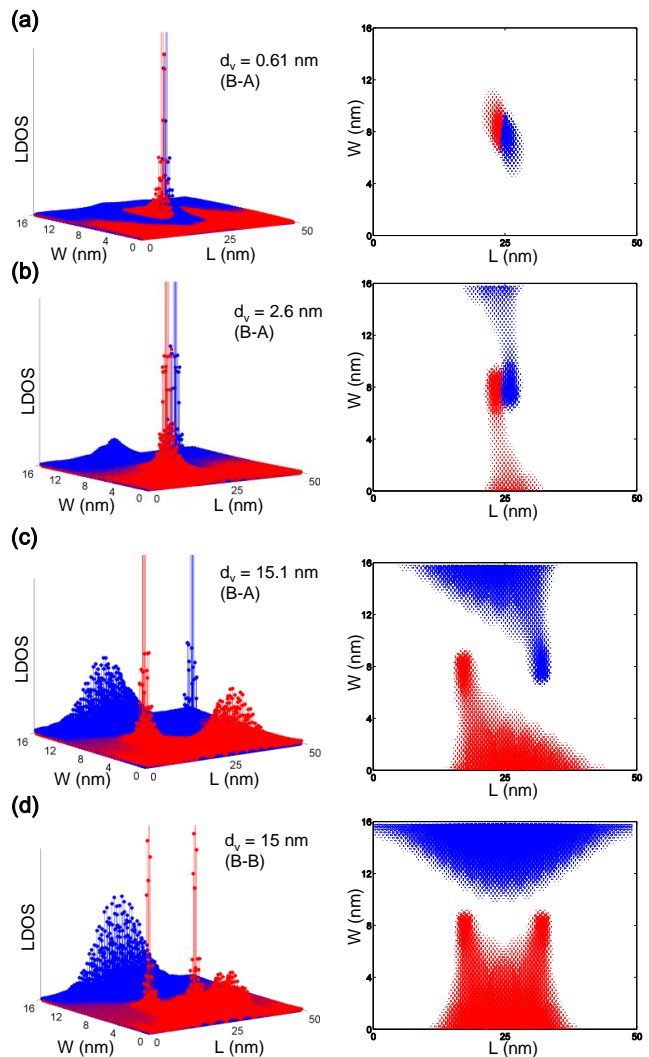 (a)
d_v = 0.61 nm
(B-A)
LDOS
16
12
8
4
0
0
25
50
W (nm)
L (nm)
16
12
8
4
0
0
25
50
W (nm)
L (nm)
(b)
d_v = 2.6 nm
(B-A)
LDOS
16
12
8
4
0
0
25
50
W (nm)
L (nm)
16
12
8
4
0
0
25
50
W (nm)
L (nm)
(c)
d_v = 15.1 nm
(B-A)
LDOS
16
12
8
4
0
0
25
50
W (nm)
L (nm)
16
12
8
4
0
0
25
50
W (nm)
L (nm)
(d)
d_v = 15 nm
(B-B)
LDOS
16
12
8
4
0
0
25
50
W (nm)
L (nm)
16
12
8
4
0
0
25
50
W (nm)
L (nm)